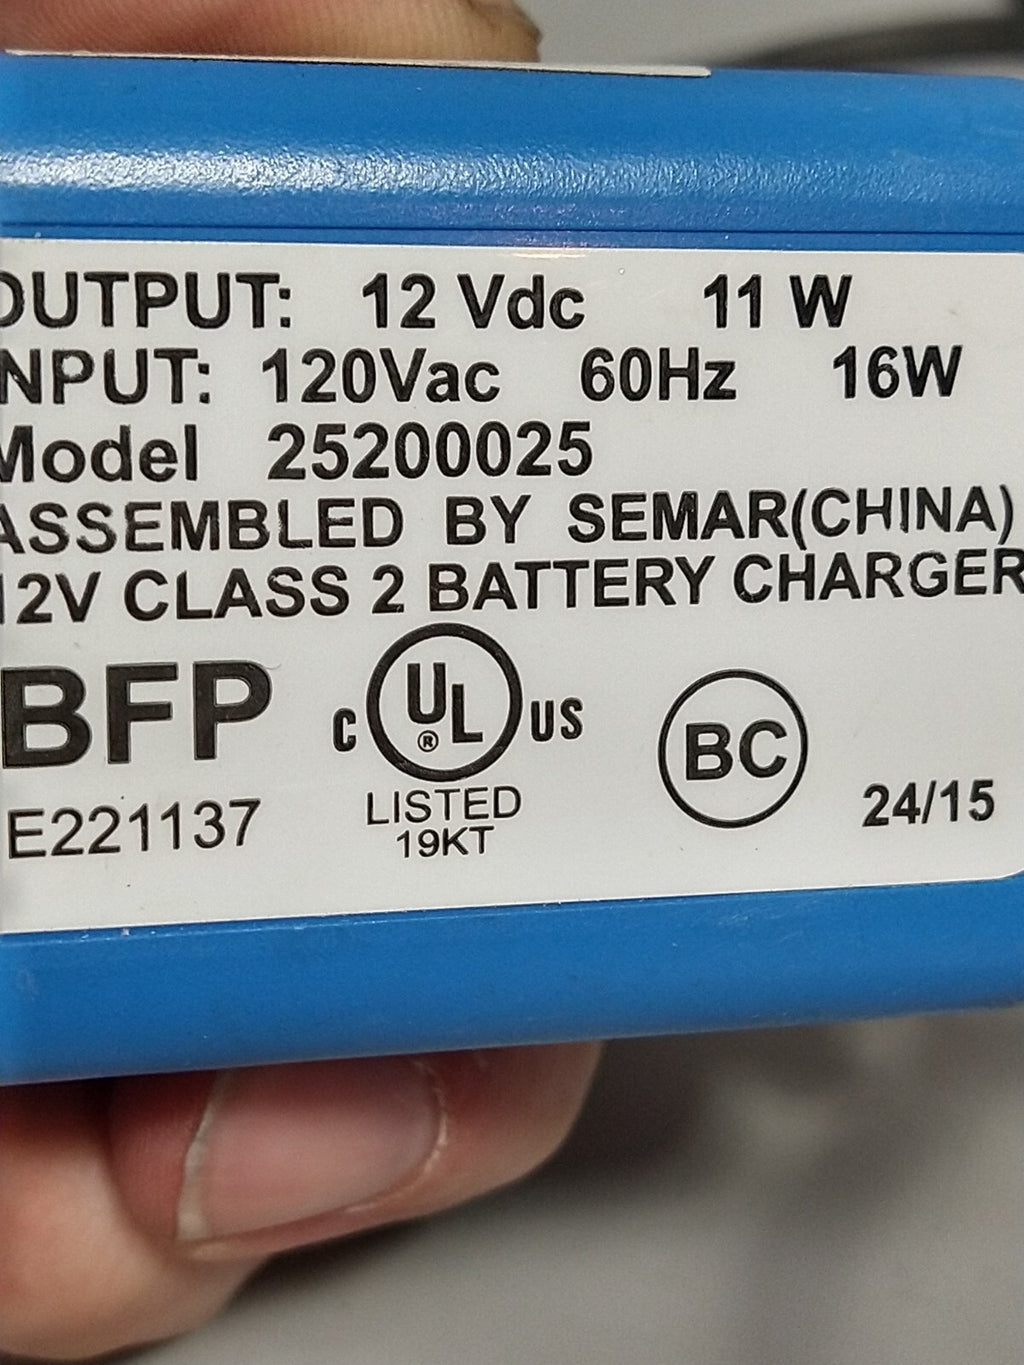 OUTPUT: 12 Vdc 11 W
INPUT: 120Vac 60Hz 16W
Model 25200025
ASSEMBLED BY SEMAR(CHINA)
12V CLASS 2 BATTERY CHARGER
BFP
E221137
C UL® US
LISTED
19KT
BC
24/15